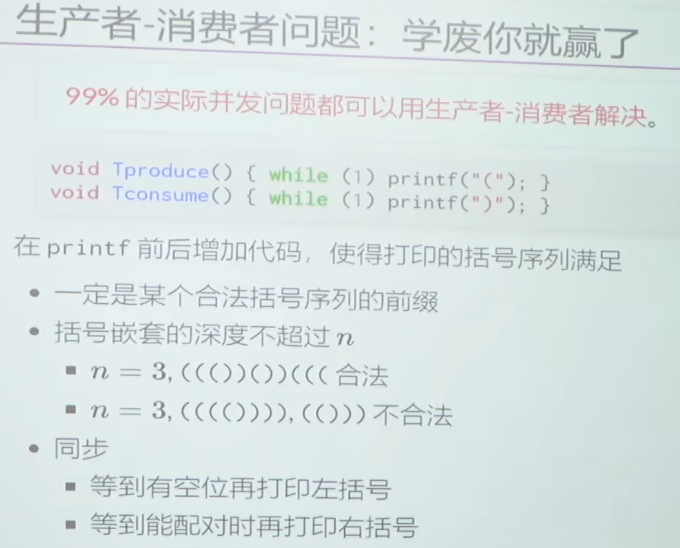 生产者-消费者问题：学废你就赢了
99% 的实际并发问题都可以用生产者-消费者解决。
void Tproduce() { while (1) printf("("); }
void Tconsume() { while (1) printf(")"); }
在 printf 前后增加代码，使得打印的括号序列满足
• 一定是某个合法括号序列的前缀
• 括号嵌套的深度不超过 n
▪ n = 3, ((())())((( 合法
▪ n = 3, (((()))), (())) 不合法
• 同步
▪ 等到有空位再打印左括号
▪ 等到能配对时再打印右括号